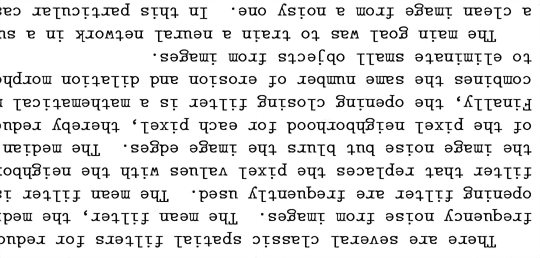 There are several classic spatial filters for reduc
frequency noise from images. The mean filter, the medi
opening filter are frequently used. The mean filter is
filter that replaces the pixel values with the neighbor
the image noise but blurs the image edges. The median
of the pixel neighborhood for each pixel, thereby reduc
Finally, the opening closing filter is a mathematical
combines the same number of erosion and dilation morpho
to eliminate small objects from images.
The main goal was to train a neural network in a su
a clean image from a noisy one. In this particular cas